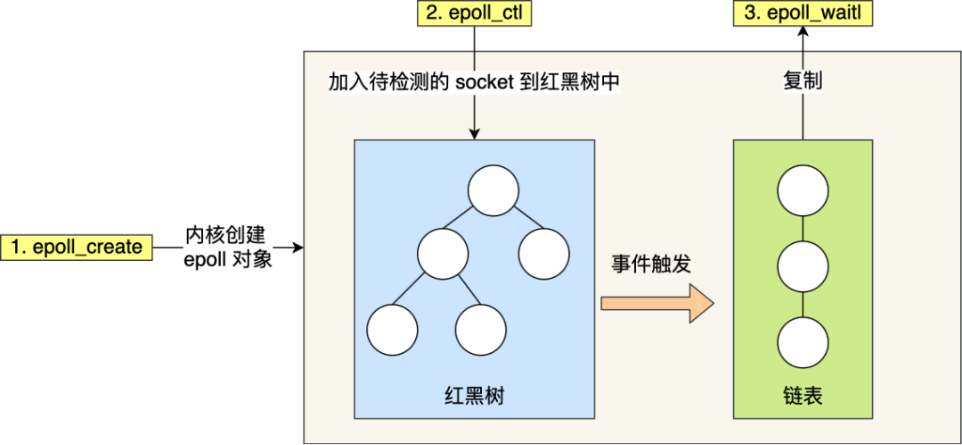 2. epoll_ctl
3. epoll_waitl
加入待检测的 socket 到红黑树中
复制
1. epoll_create
内核创建
epoll 对象
事件触发
红黑树
链表